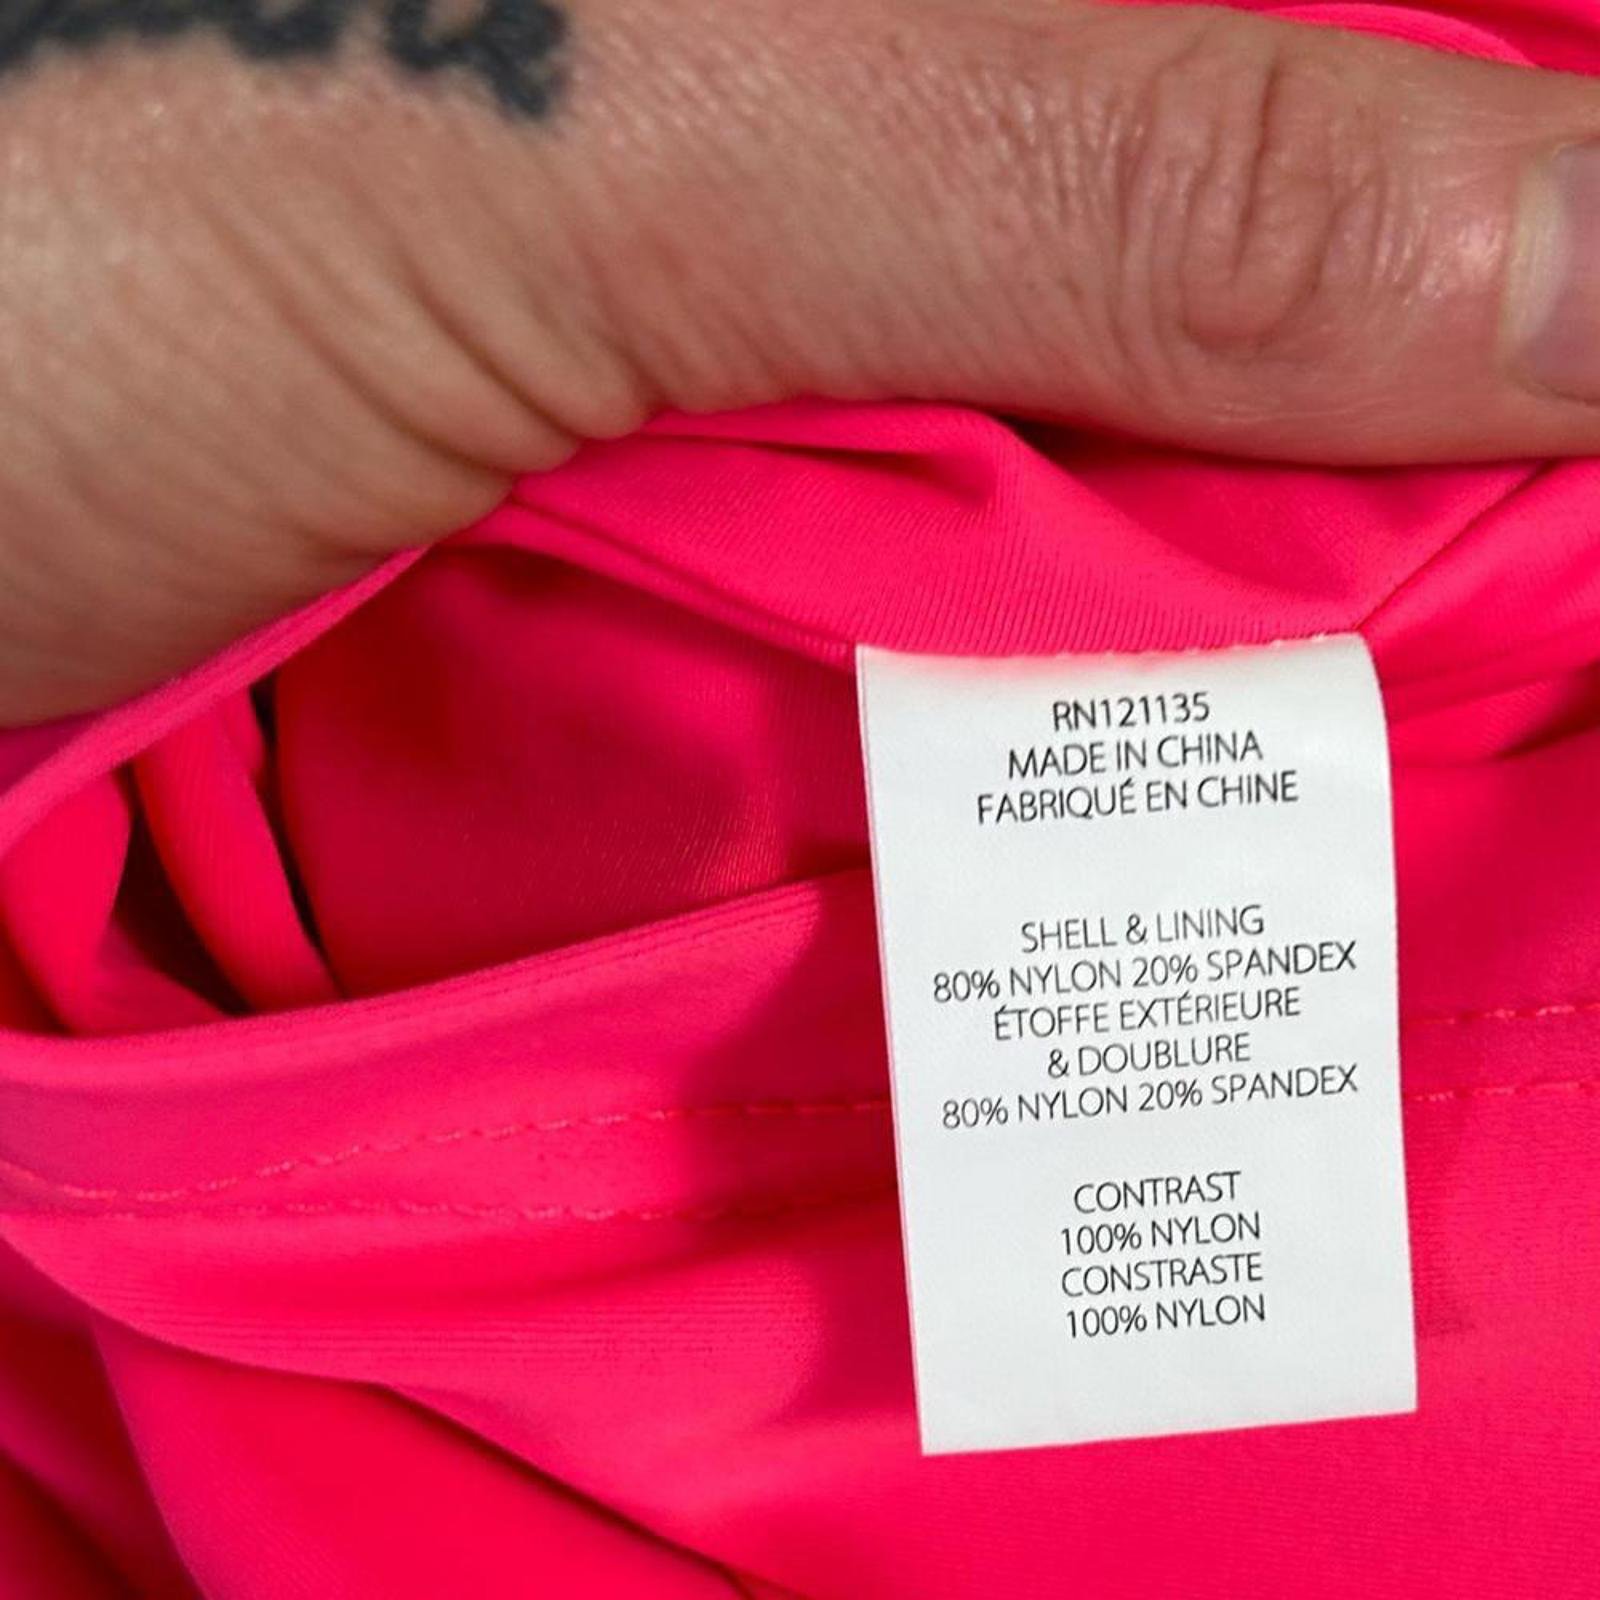 RN121135
MADE IN CHINA
FABRIQUÉ EN CHINE
SHELL & LINING
80% NYLON 20% SPANDEX
ÉTOFFE EXTÉRIEURE
& DOUBLURE
80% NYLON 20% SPANDEX
CONTRAST
100% NYLON
CONSTRASTE
100% NYLON